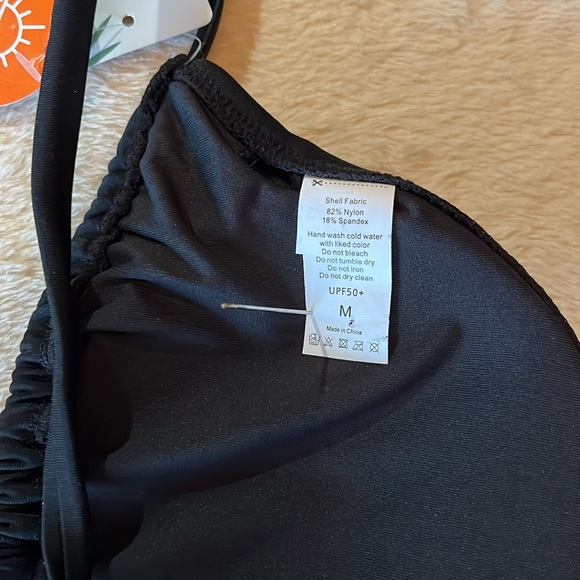 Shell Fabric
82% Nylon
18% Spandex
Hand wash cold water
with liked color
Do not bleach
Do not tumble dry
Do not iron
Do not dry clean
UPF50+
M
Made in China